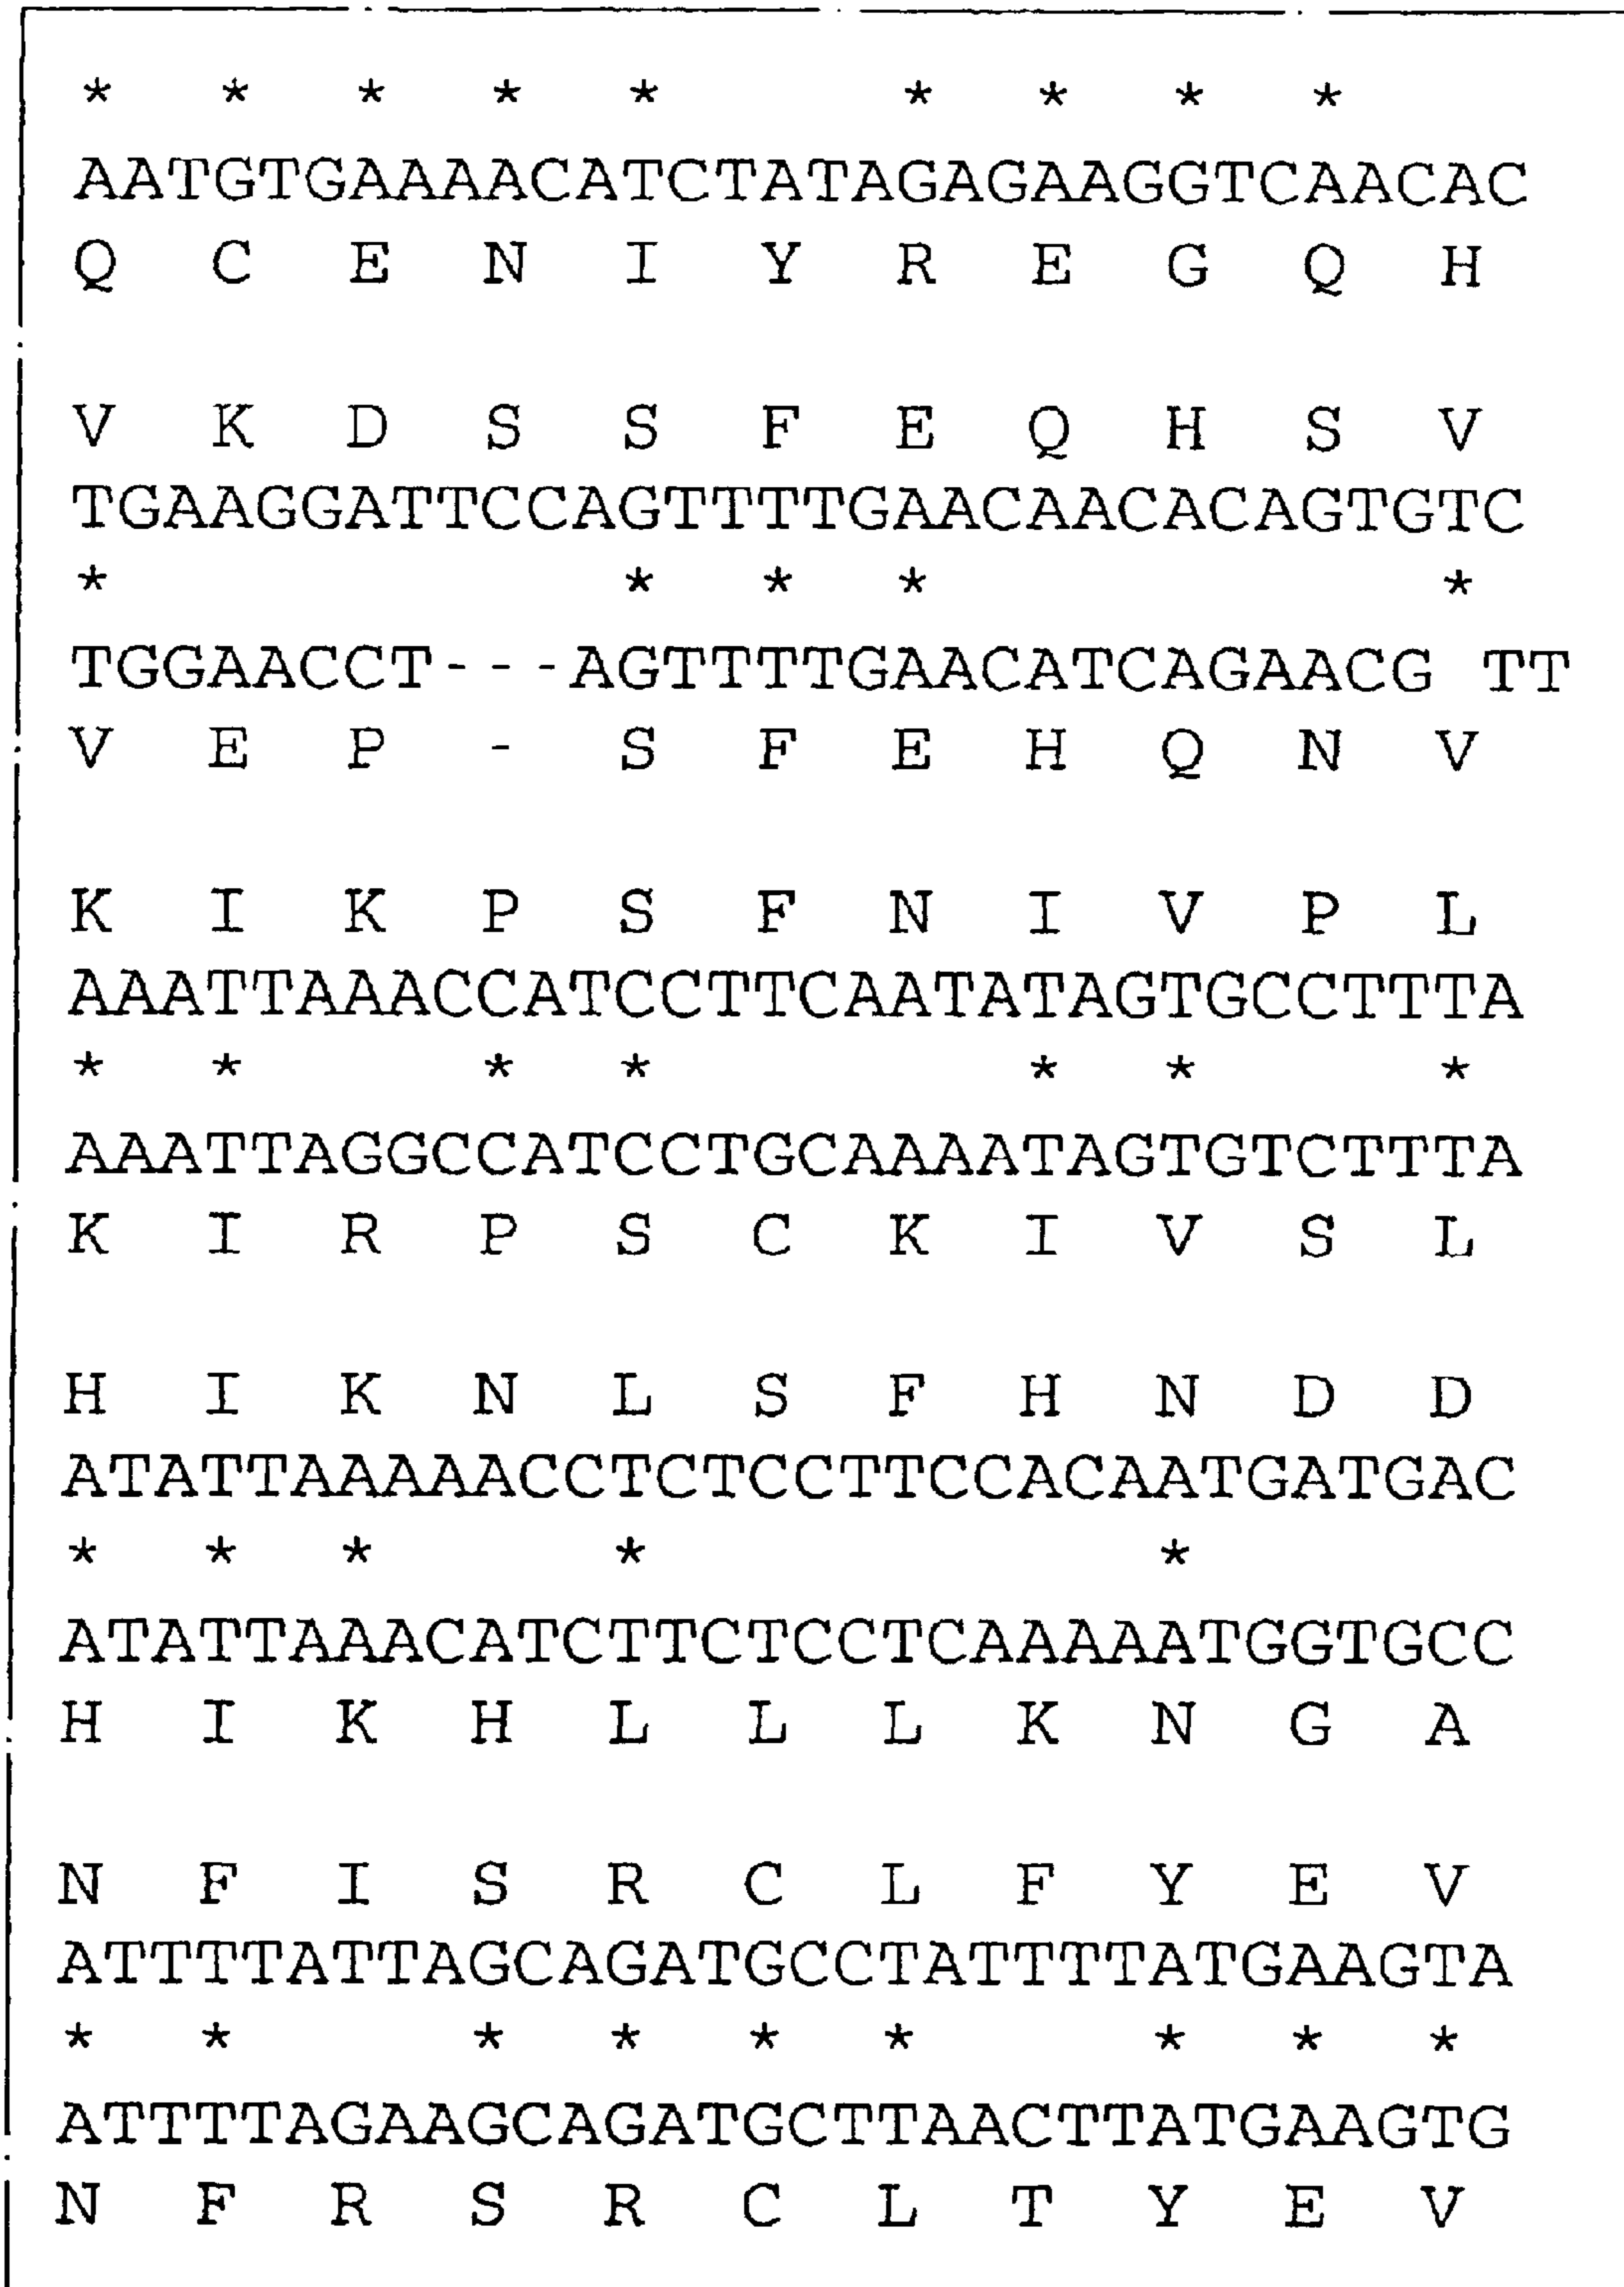 * * * * * * * * *
AATGTGAAAACATCTATAGAGAAGGTCAACAC
Q C E N I Y R E G Q H
V K D S S F E Q H S V
TGAAGGATTCCAGTTTTGAACAACACAGTGTC
* * * * *
TGGAACCT---AGTTTTGAACATCAGAACG TT
V E P - S F E H Q N V
K I K P S F N I V P L
AAATTAAACCATCCTTCAATATAGTGCCTTTA
* * * * * * *
AAATTAGGCCATCCTGCAAAATAGTGTCTTTA
K I R P S C K I V S L
H I K N L S F H N D D
ATATTAAAAACCTCTCCTTCCACAATGATGAC
* * * * *
ATATTAAACATCTTCTCCTCAAAAATGGTGCC
H I K H L L L K N G A
N F I S R C L F Y E V
ATTTTATTAGCAGATGCCTATTTTATGAAGTA
* * * * * * * * *
ATTTTAGAAGCAGATGCTTAACTTATGAAGTG
N F R S R C L T Y E V